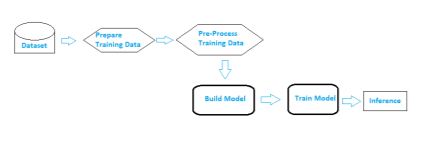 Dataset
Prepare
Training Data
Pre-Process
Training Data
Build Model
Train Model
Inference